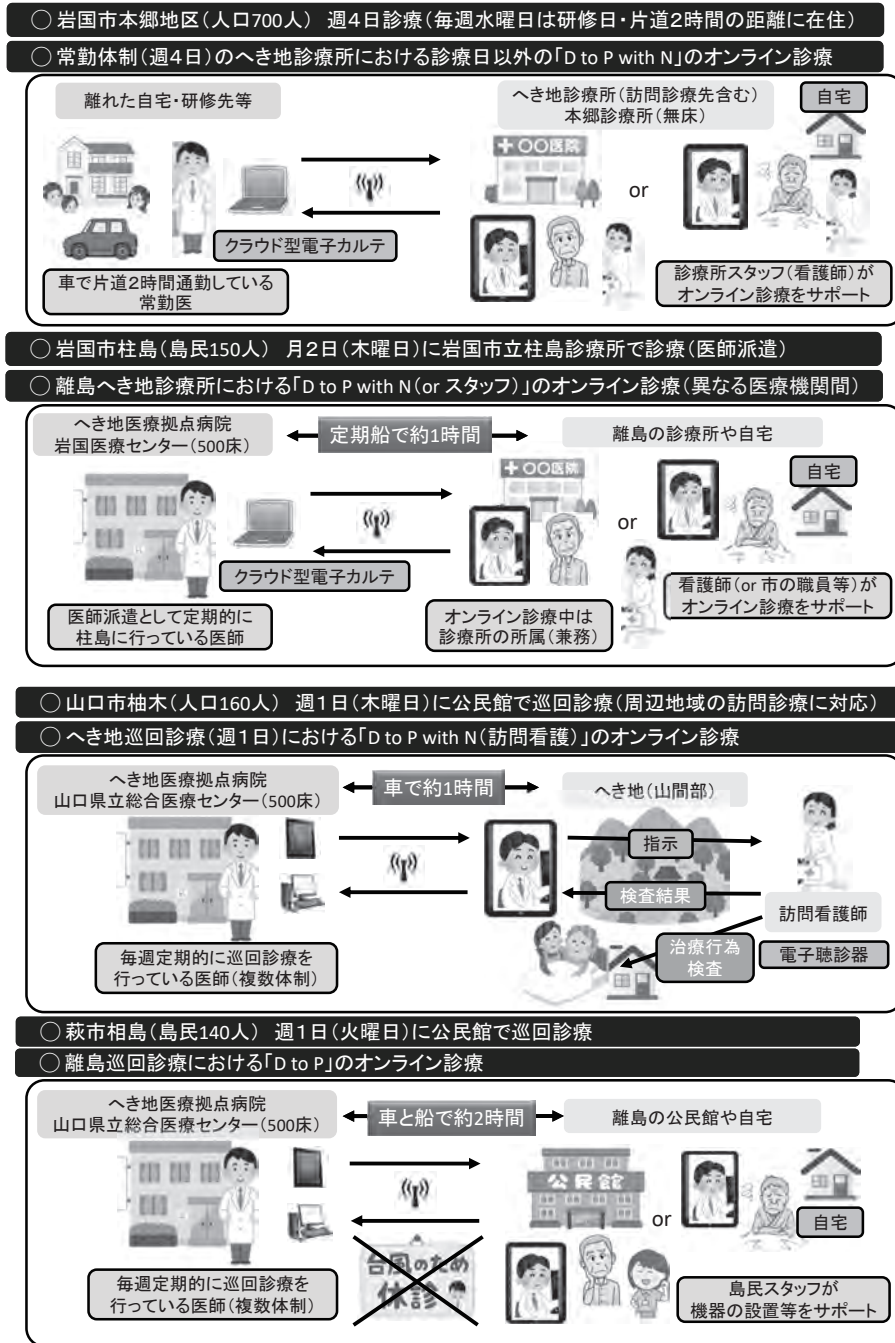 ○ 岩国市本郷地区（人口700人） 週4日診療（毎週水曜日は研修日・片道2時間の距離に在住）
○ 常勤体制（週4日）のへき地診療所における診療日以外の「D to P with N」のオンライン診療
離れた自宅・研修先等
クラウド型電子カルテ
車で片道2時間通勤している
常勤医
へき地診療所（訪問診療先含む）
本郷診療所（無床）
自宅
〇〇医院
or
診療所スタッフ（看護師）が
オンライン診療をサポート
○ 岩国市柱島（島民150人） 月2日（木曜日）に岩国市立柱島診療所で診療（医師派遣）
○ 離島へき地診療所における「D to P with N（or スタッフ）」のオンライン診療（異なる医療機関間）
へき地医療拠点病院
岩国医療センター（500床）
定期船で約1時間
離島の診療所や自宅
〇〇医院
自宅
or
クラウド型電子カルテ
医師派遣として定期的に
柱島に行っている医師
オンライン診療中は
診療所の所属（兼務）
看護師（or 市の職員等）が
オンライン診療をサポート
○ 山口市柚木（人口160人） 週1日（木曜日）に公民館で巡回診療（周辺地域の訪問診療に対応）
○ へき地巡回診療（週1日）における「D to P with N（訪問看護）」のオンライン診療
へき地医療拠点病院
山口県立総合医療センター（500床）
車で約1時間
へき地（山間部）
指示
検査結果
訪問看護師
治療行為
検査
電子聴診器
毎週定期的に巡回診療を
行っている医師（複数体制）
○ 萩市相島（島民140人） 週1日（火曜日）に公民館で巡回診療
○ 離島巡回診療における「D to P」のオンライン診療
へき地医療拠点病院
山口県立総合医療センター（500床）
車と船で約2時間
離島の公民館や自宅
公民館
or
自宅
台風のため
休診
毎週定期的に巡回診療を
行っている医師（複数体制）
島民スタッフが
機器の設置等をサポート